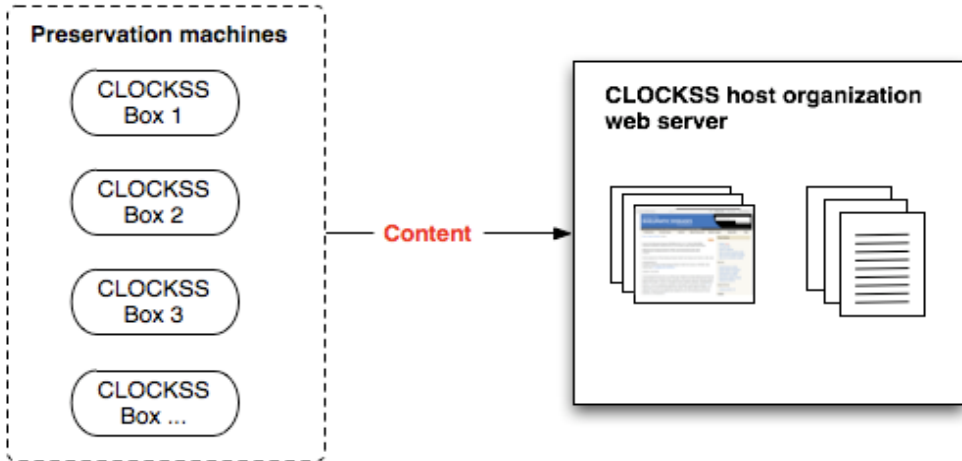 Preservation machines
CLOCKSS
Box 1
CLOCKSS
Box 2
CLOCKSS
Box 3
CLOCKSS
Box ...
Content
CLOCKSS host organization
web server